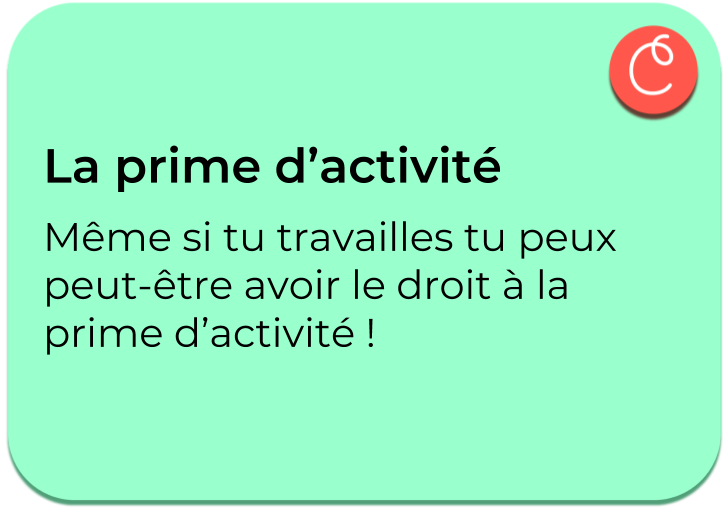 La prime d’activité
Même si tu travailles tu peux
peut-être avoir le droit à la
prime d’activité !